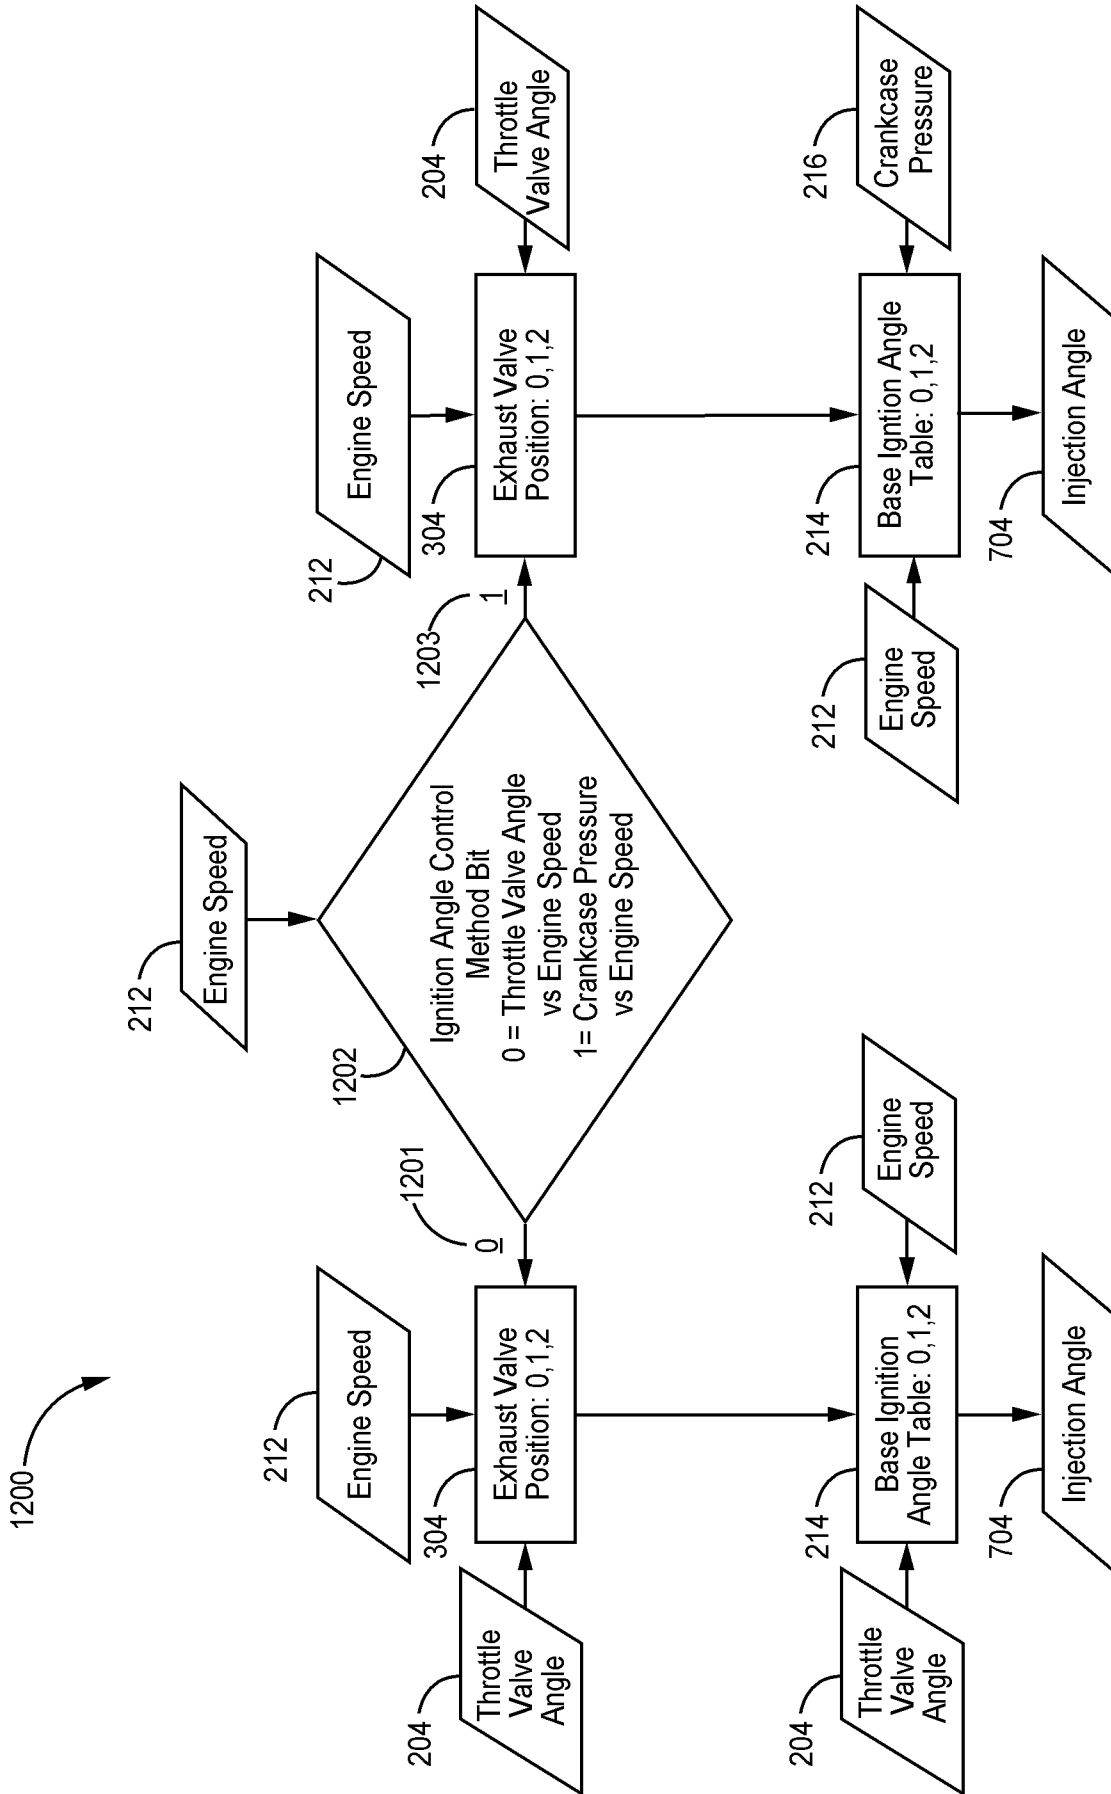 1200
212
Engine Speed
1202
Ignition Angle Control
Method Bit
0 = Throttle Valve Angle
vs Engine Speed
1= Crankcase Pressure
vs Engine Speed
1201
0
1203
1
212
Engine Speed
304
Exhaust Valve
Position: 0,1,2
204
Throttle
Valve
Angle
212
Engine Speed
304
Exhaust Valve
Position: 0,1,2
204
Throttle
Valve Angle
204
Throttle
Valve
Angle
214
Base Ignition
Angle Table: 0,1,2
212
Engine
Speed
704
Injection Angle
212
Engine
Speed
214
Base Igntion Angle
Table: 0,1,2
216
Crankcase
Pressure
704
Injection Angle